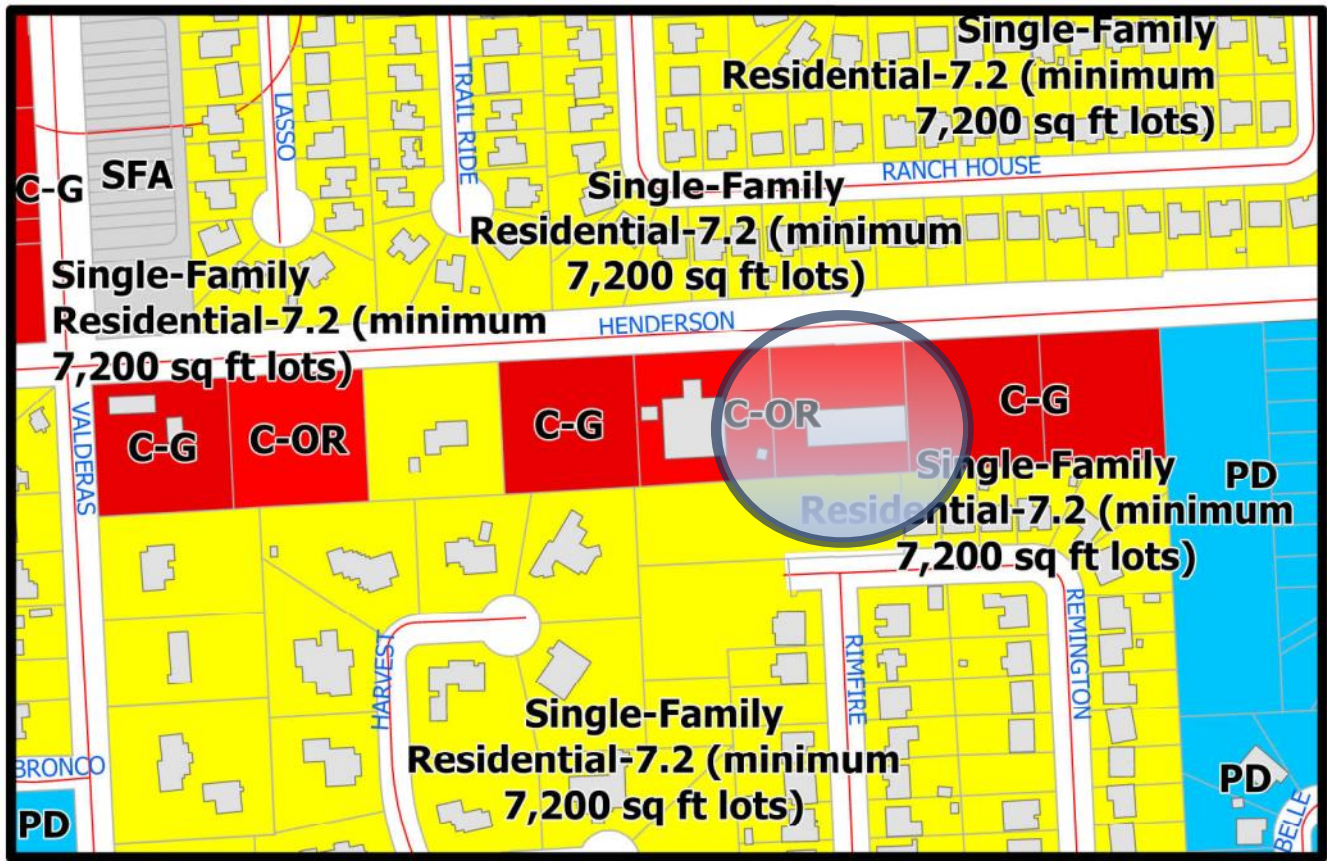 Single-Family
Residential-7.2 (minimum
7,200 sq ft lots)
LASSO
TRAIL RIDE
RANCH HOUSE
C-G
SFA
Single-Family
Residential-7.2 (minimum
7,200 sq ft lots)
Single-Family
Residential-7.2 (minimum
7,200 sq ft lots)
HENDERSON
VALDERAS
C-G
C-OR
C-G
C-OR
C-G
Single-Family
Residential-7.2 (minimum
7,200 sq ft lots)
PD
HARVEST
RIMFIRE
REMINGTON
Single-Family
Residential-7.2 (minimum
7,200 sq ft lots)
BRONCO
PD
PD
BELLE